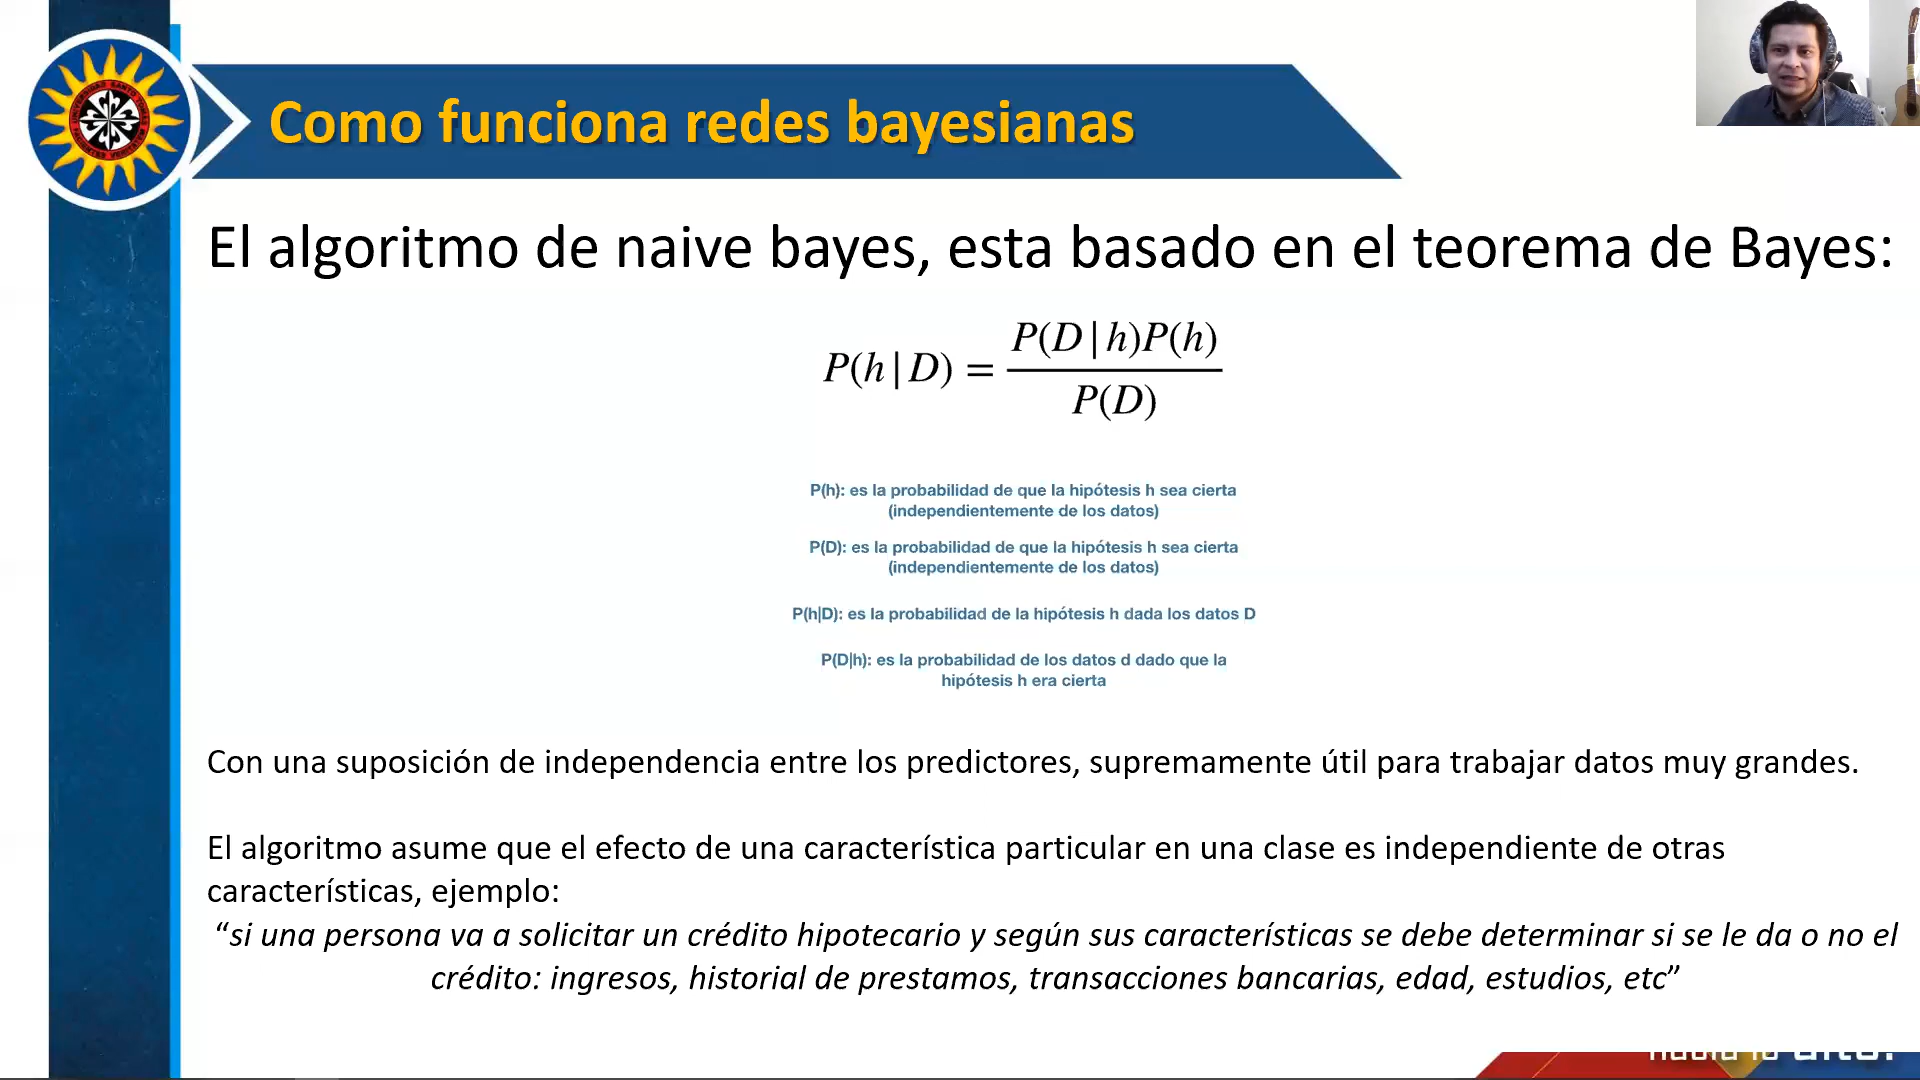 Como funciona redes bayesianas
El algoritmo de naive bayes, esta basado en el teorema de Bayes:
P(h|D) = P(D|h)P(h) / P(D)
P(h): es la probabilidad de que la hipótesis h sea cierta
(independientemente de los datos)
P(D): es la probabilidad de que la hipótesis h sea cierta
(independientemente de los datos)
P(h|D): es la probabilidad de la hipótesis h dada los datos D
P(D|h): es la probabilidad de los datos d dado que la
hipótesis h era cierta
Con una suposición de independencia entre los predictores, supremamente útil para trabajar datos muy grandes.
El algoritmo asume que el efecto de una característica particular en una clase es independiente de otras
características, ejemplo:
“si una persona va a solicitar un crédito hipotecario y según sus características se debe determinar si se le da o no el
crédito: ingresos, historial de prestamos, transacciones bancarias, edad, estudios, etc”